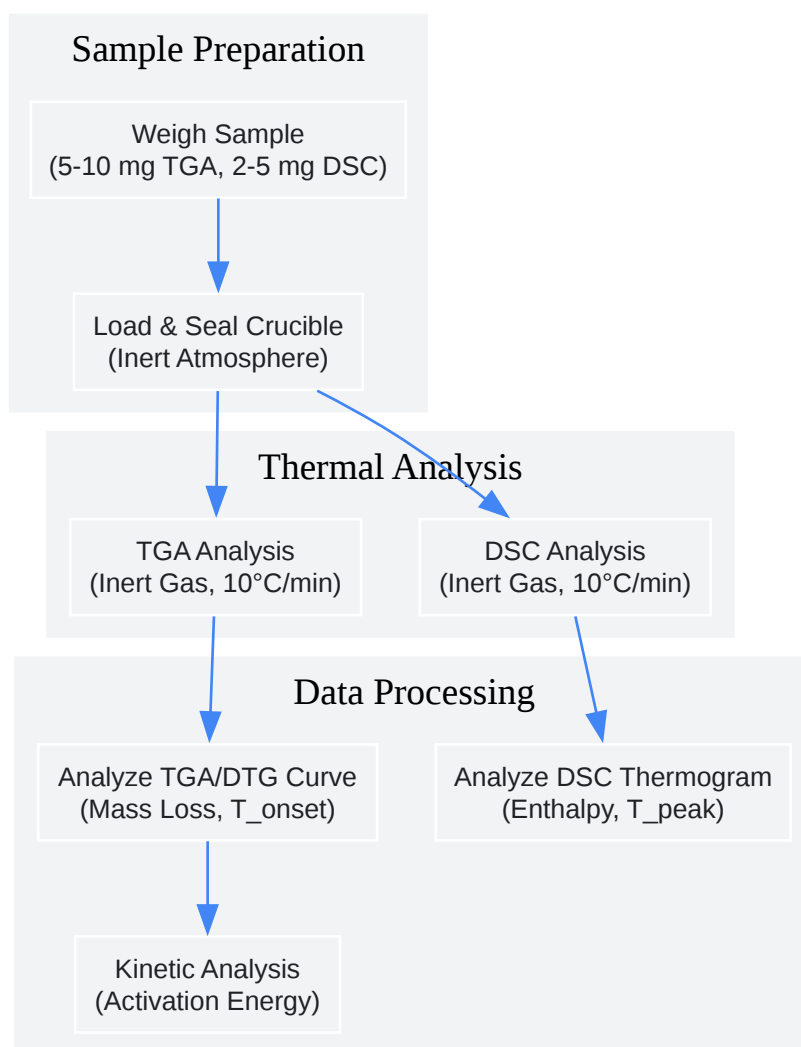 Sample Preparation
Weigh Sample
(5-10 mg TGA, 2-5 mg DSC)
Load & Seal Crucible
(Inert Atmosphere)
Thermal Analysis
TGA Analysis
(Inert Gas, 10°C/min)
DSC Analysis
(Inert Gas, 10°C/min)
Data Processing
Analyze TGA/DTG Curve
(Mass Loss, T_onset)
Analyze DSC Thermogram
(Enthalpy, T_peak)
Kinetic Analysis
(Activation Energy)